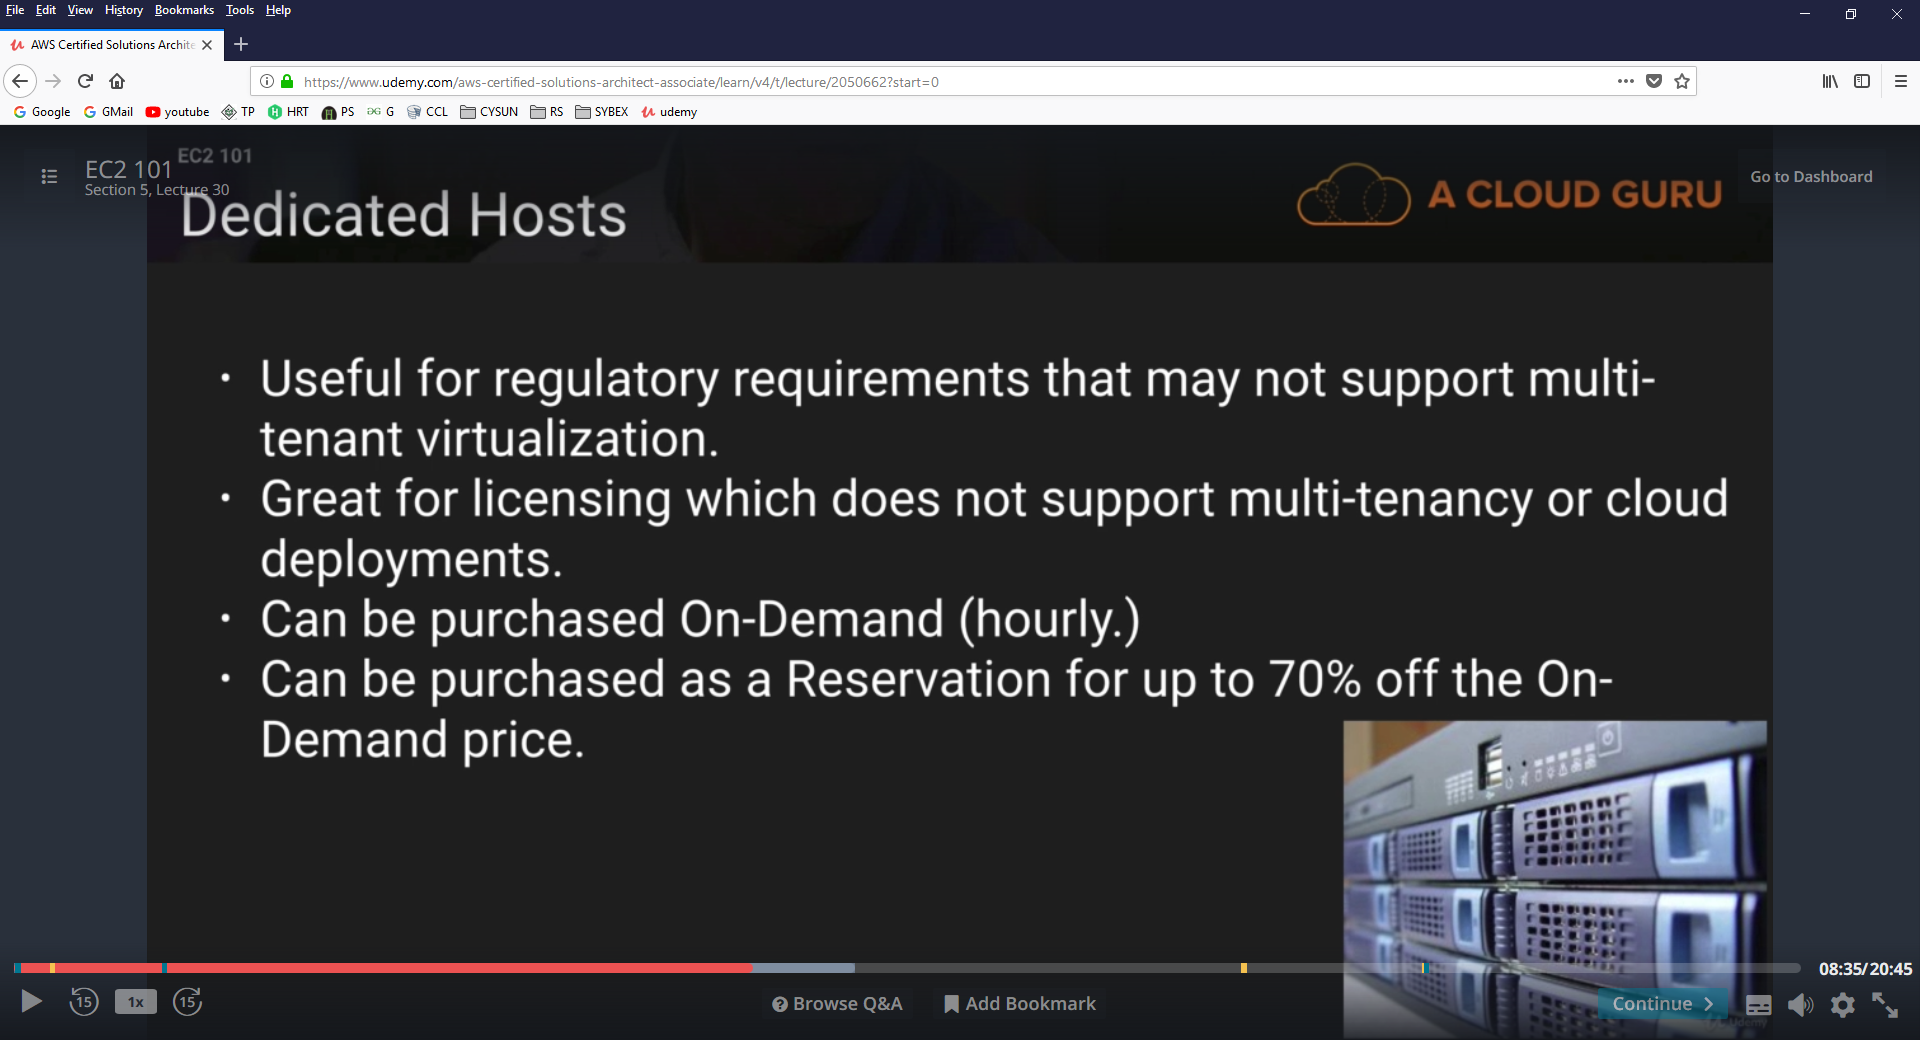 File Edit View History Bookmarks Tools Help
AWS Certified Solutions Archite
https://www.udemy.com/aws-certified-solutions-architect-associate/learn/v4/t/lecture/2050662?start=0
Google GMail youtube TP HRT PS G CCL CYSUN RS SYBEX udemy
EC2 101
EC2 101
Section 5, Lecture 30
Dedicated Hosts
A CLOUD GURU
Go to Dashboard
• Useful for regulatory requirements that may not support multi-
tenant virtualization.
• Great for licensing which does not support multi-tenancy or cloud
deployments.
• Can be purchased On-Demand (hourly.)
• Can be purchased as a Reservation for up to 70% off the On-
Demand price.
08:35/20:45
15 1x 15 Browse Q&A Add Bookmark Continue
Udemy